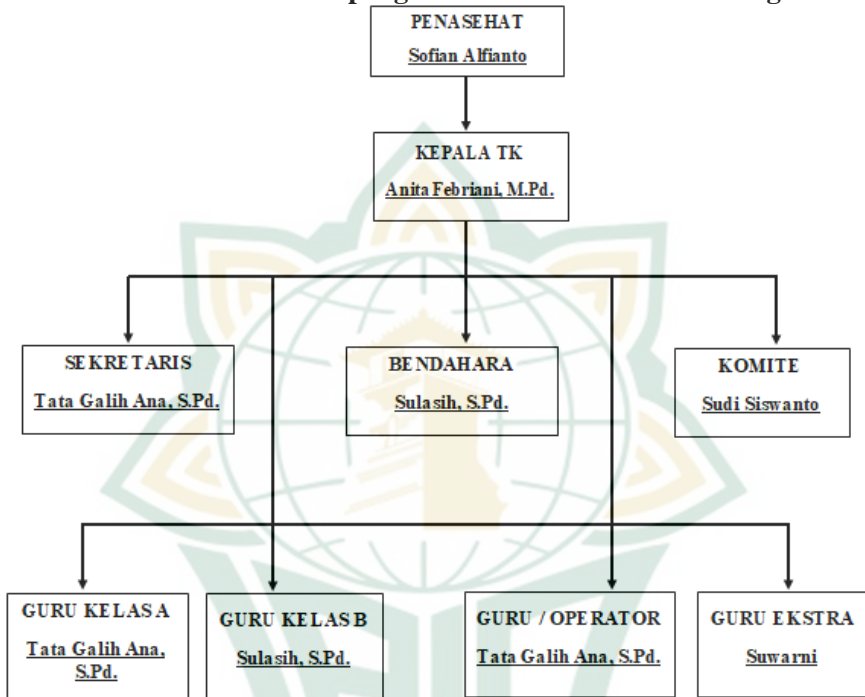 PENASEHAT
Sofian Alfianto
KEPALA TK
Anita Febriani, M.Pd.
SEKRETARIS
Tata Galih Ana, S.Pd.
BENDAHARA
Sulasih, S.Pd.
KOMITE
Sudi Siswanto
GURU KELAS A
Tata Galih Ana,
S.Pd.
GURU KELAS B
Sulasih, S.Pd.
GURU / OPERATOR
Tata Galih Ana, S.Pd.
GURU EKSTRA
Suwarni